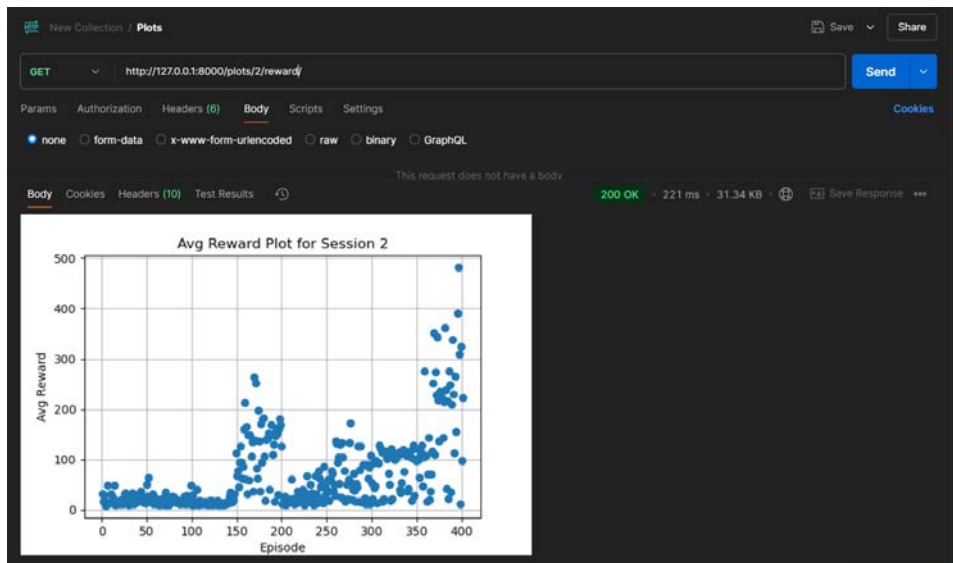 HTTP New Collection / Plots Save Share
GET http://127.0.0.1:8000/plots/2/reward/ Send
Params Authorization Headers (6) Body Scripts Settings Cookies
none form-data x-www-form-urlencoded raw binary GraphQL
This request does not have a body
Body Cookies Headers (10) Test Results 200 OK 221 ms 31.34 KB Save Response
Avg Reward Plot for Session 2
500
400
300
200
100
0
Avg Reward
0 50 100 150 200 250 300 350 400
Episode